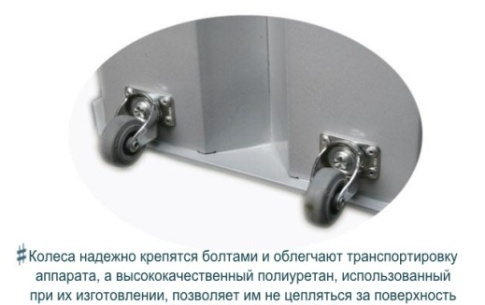 Колеса надежно крепятся болтами и облегчают транспортировку
аппарата, а высококачественный полиуретан, использованный
при их изготовлении, позволяет им не цепляться за поверхность